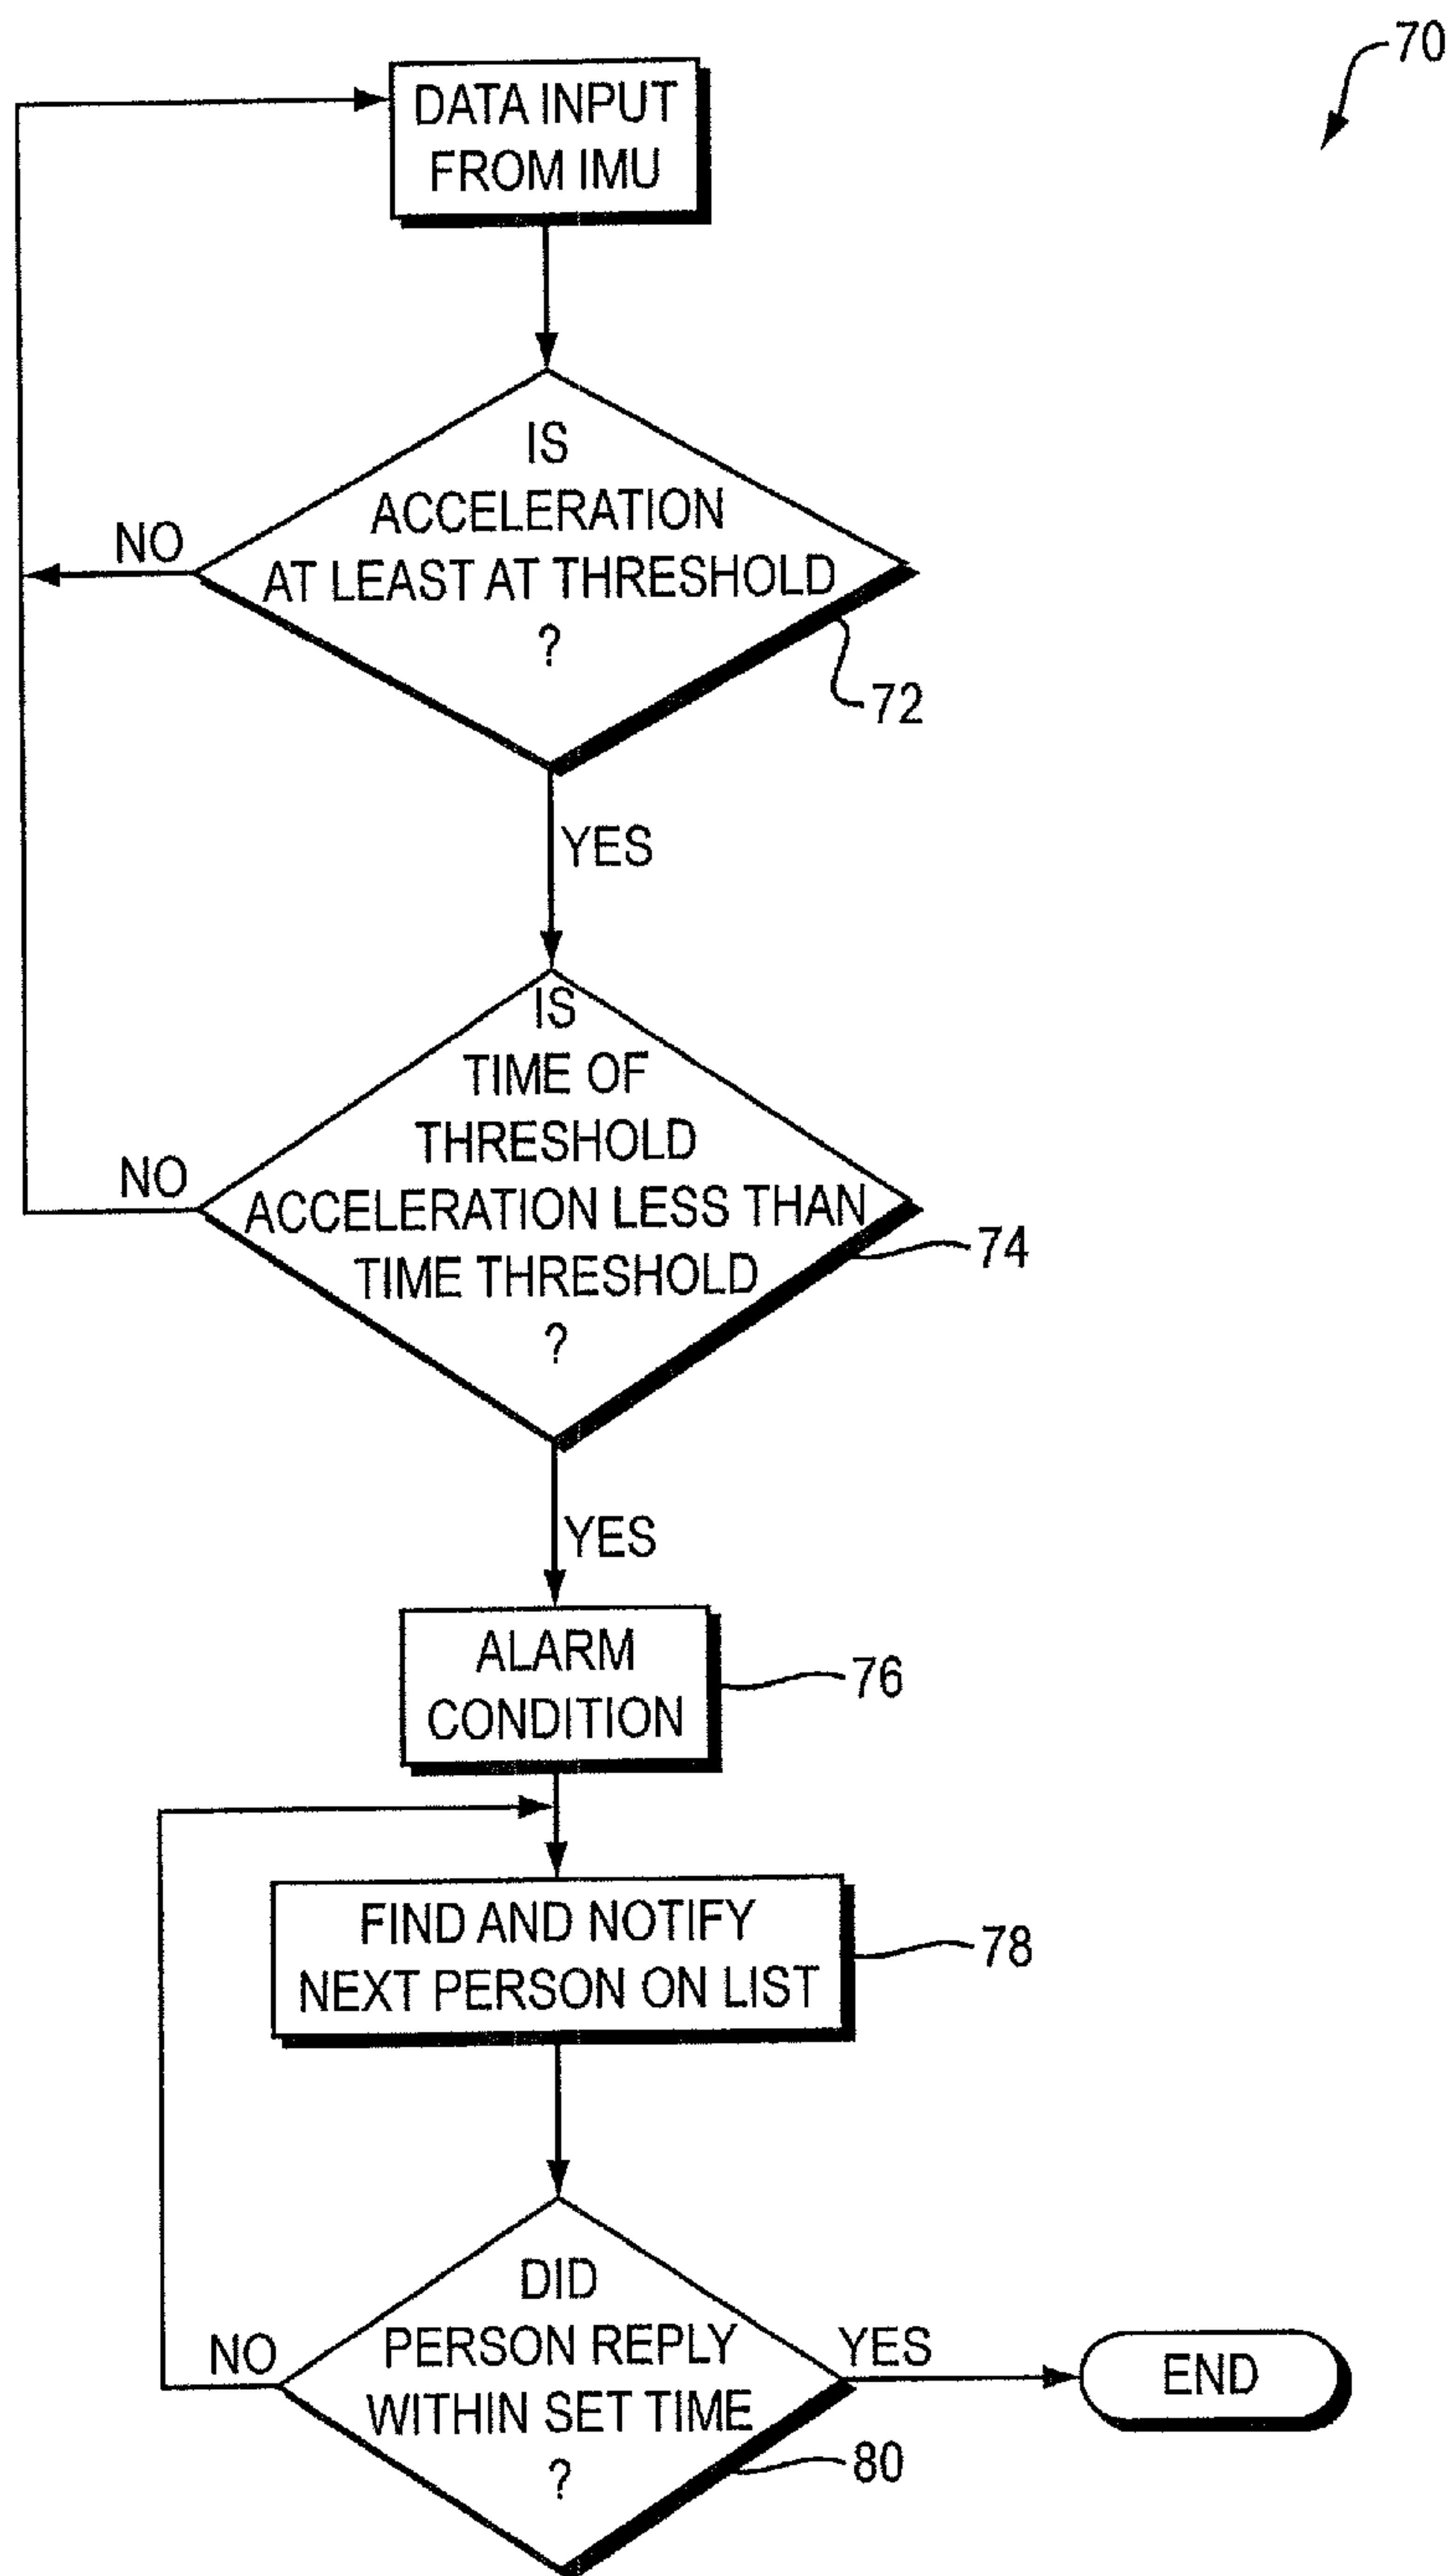 70
DATA INPUT
FROM IMU
IS
ACCELERATION
AT LEAST AT THRESHOLD
?
NO
72
YES
IS
TIME OF
THRESHOLD
ACCELERATION LESS THAN
TIME THRESHOLD
?
NO
74
YES
ALARM
CONDITION
76
FIND AND NOTIFY
NEXT PERSON ON LIST
78
DID
PERSON REPLY
WITHIN SET TIME
?
NO
YES
END
80